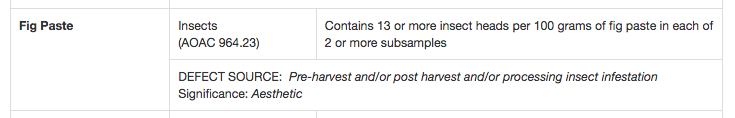 Fig Paste
Insects
(AOAC 964.23)
Contains 13 or more insect heads per 100 grams of fig paste in each of
2 or more subsamples
DEFECT SOURCE: Pre-harvest and/or post harvest and/or processing insect infestation
Significance: Aesthetic